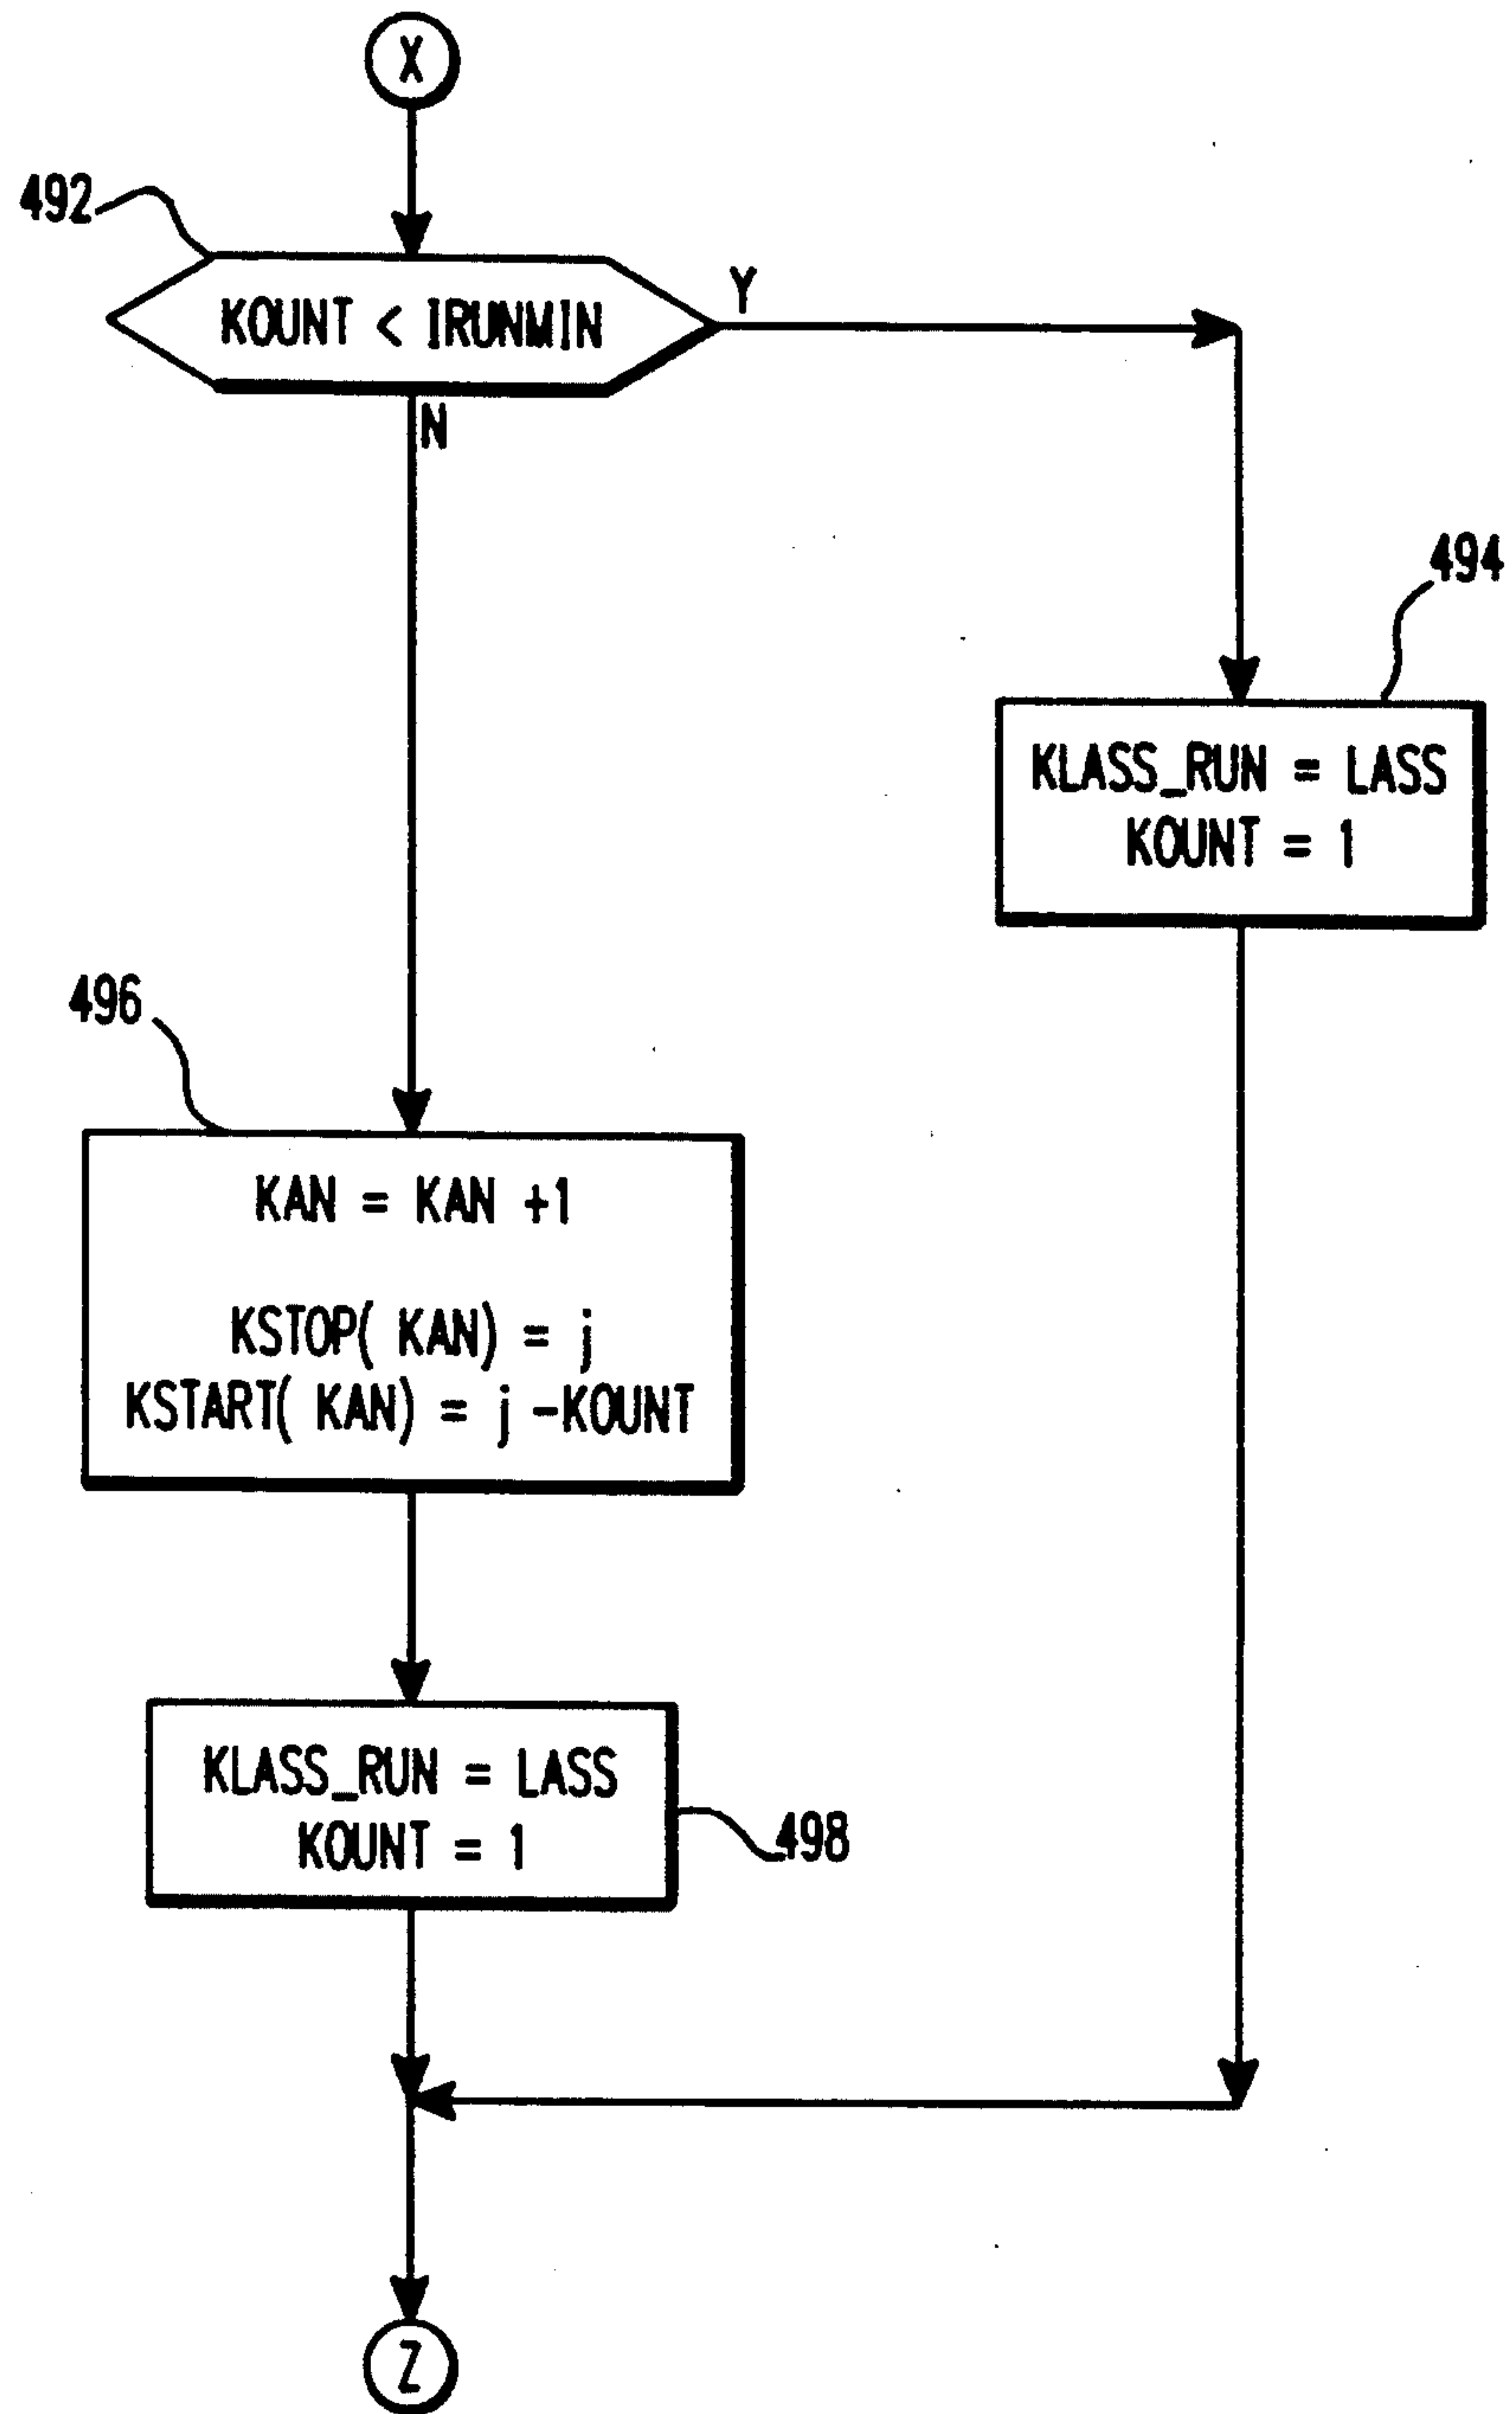 X
492
KOUNT < IRUNMIN
Y
N
494
KLASS_RUN = LASS
KOUNT = 1
496
KAN = KAN +1
KSTOP( KAN) = j
KSTART( KAN) = j -KOUNT
KLASS_RUN = LASS
KOUNT = 1
498
Z